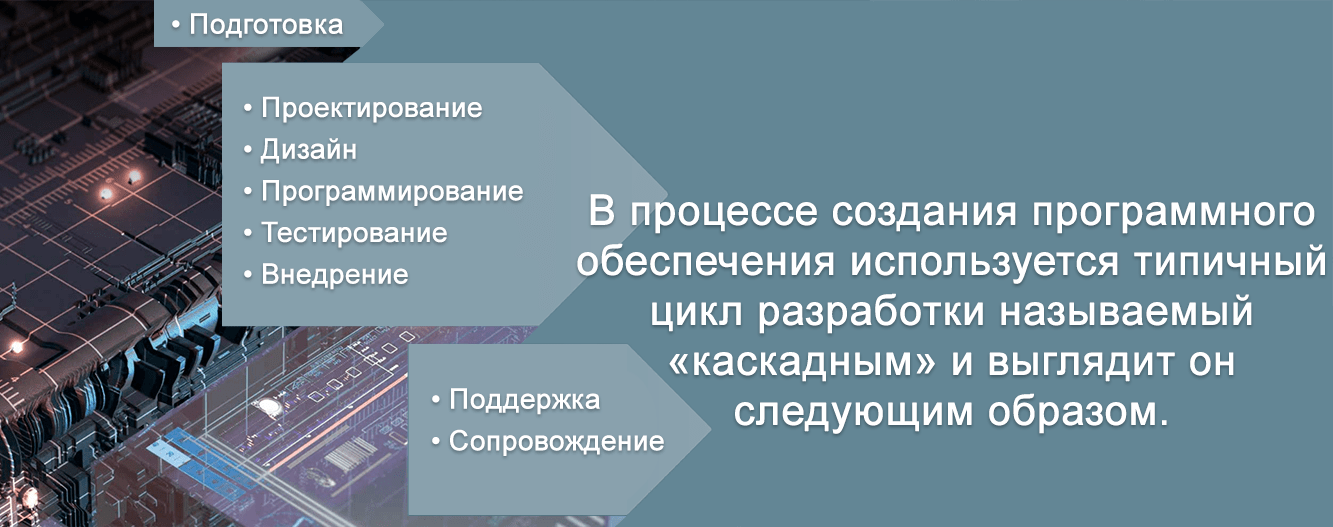 • Подготовка
• Проектирование
• Дизайн
• Программирование
• Тестирование
• Внедрение
• Поддержка
• Сопровождение
В процессе создания программного
обеспечения используется типичный
цикл разработки называемый
«каскадным» и выглядит он
следующим образом.